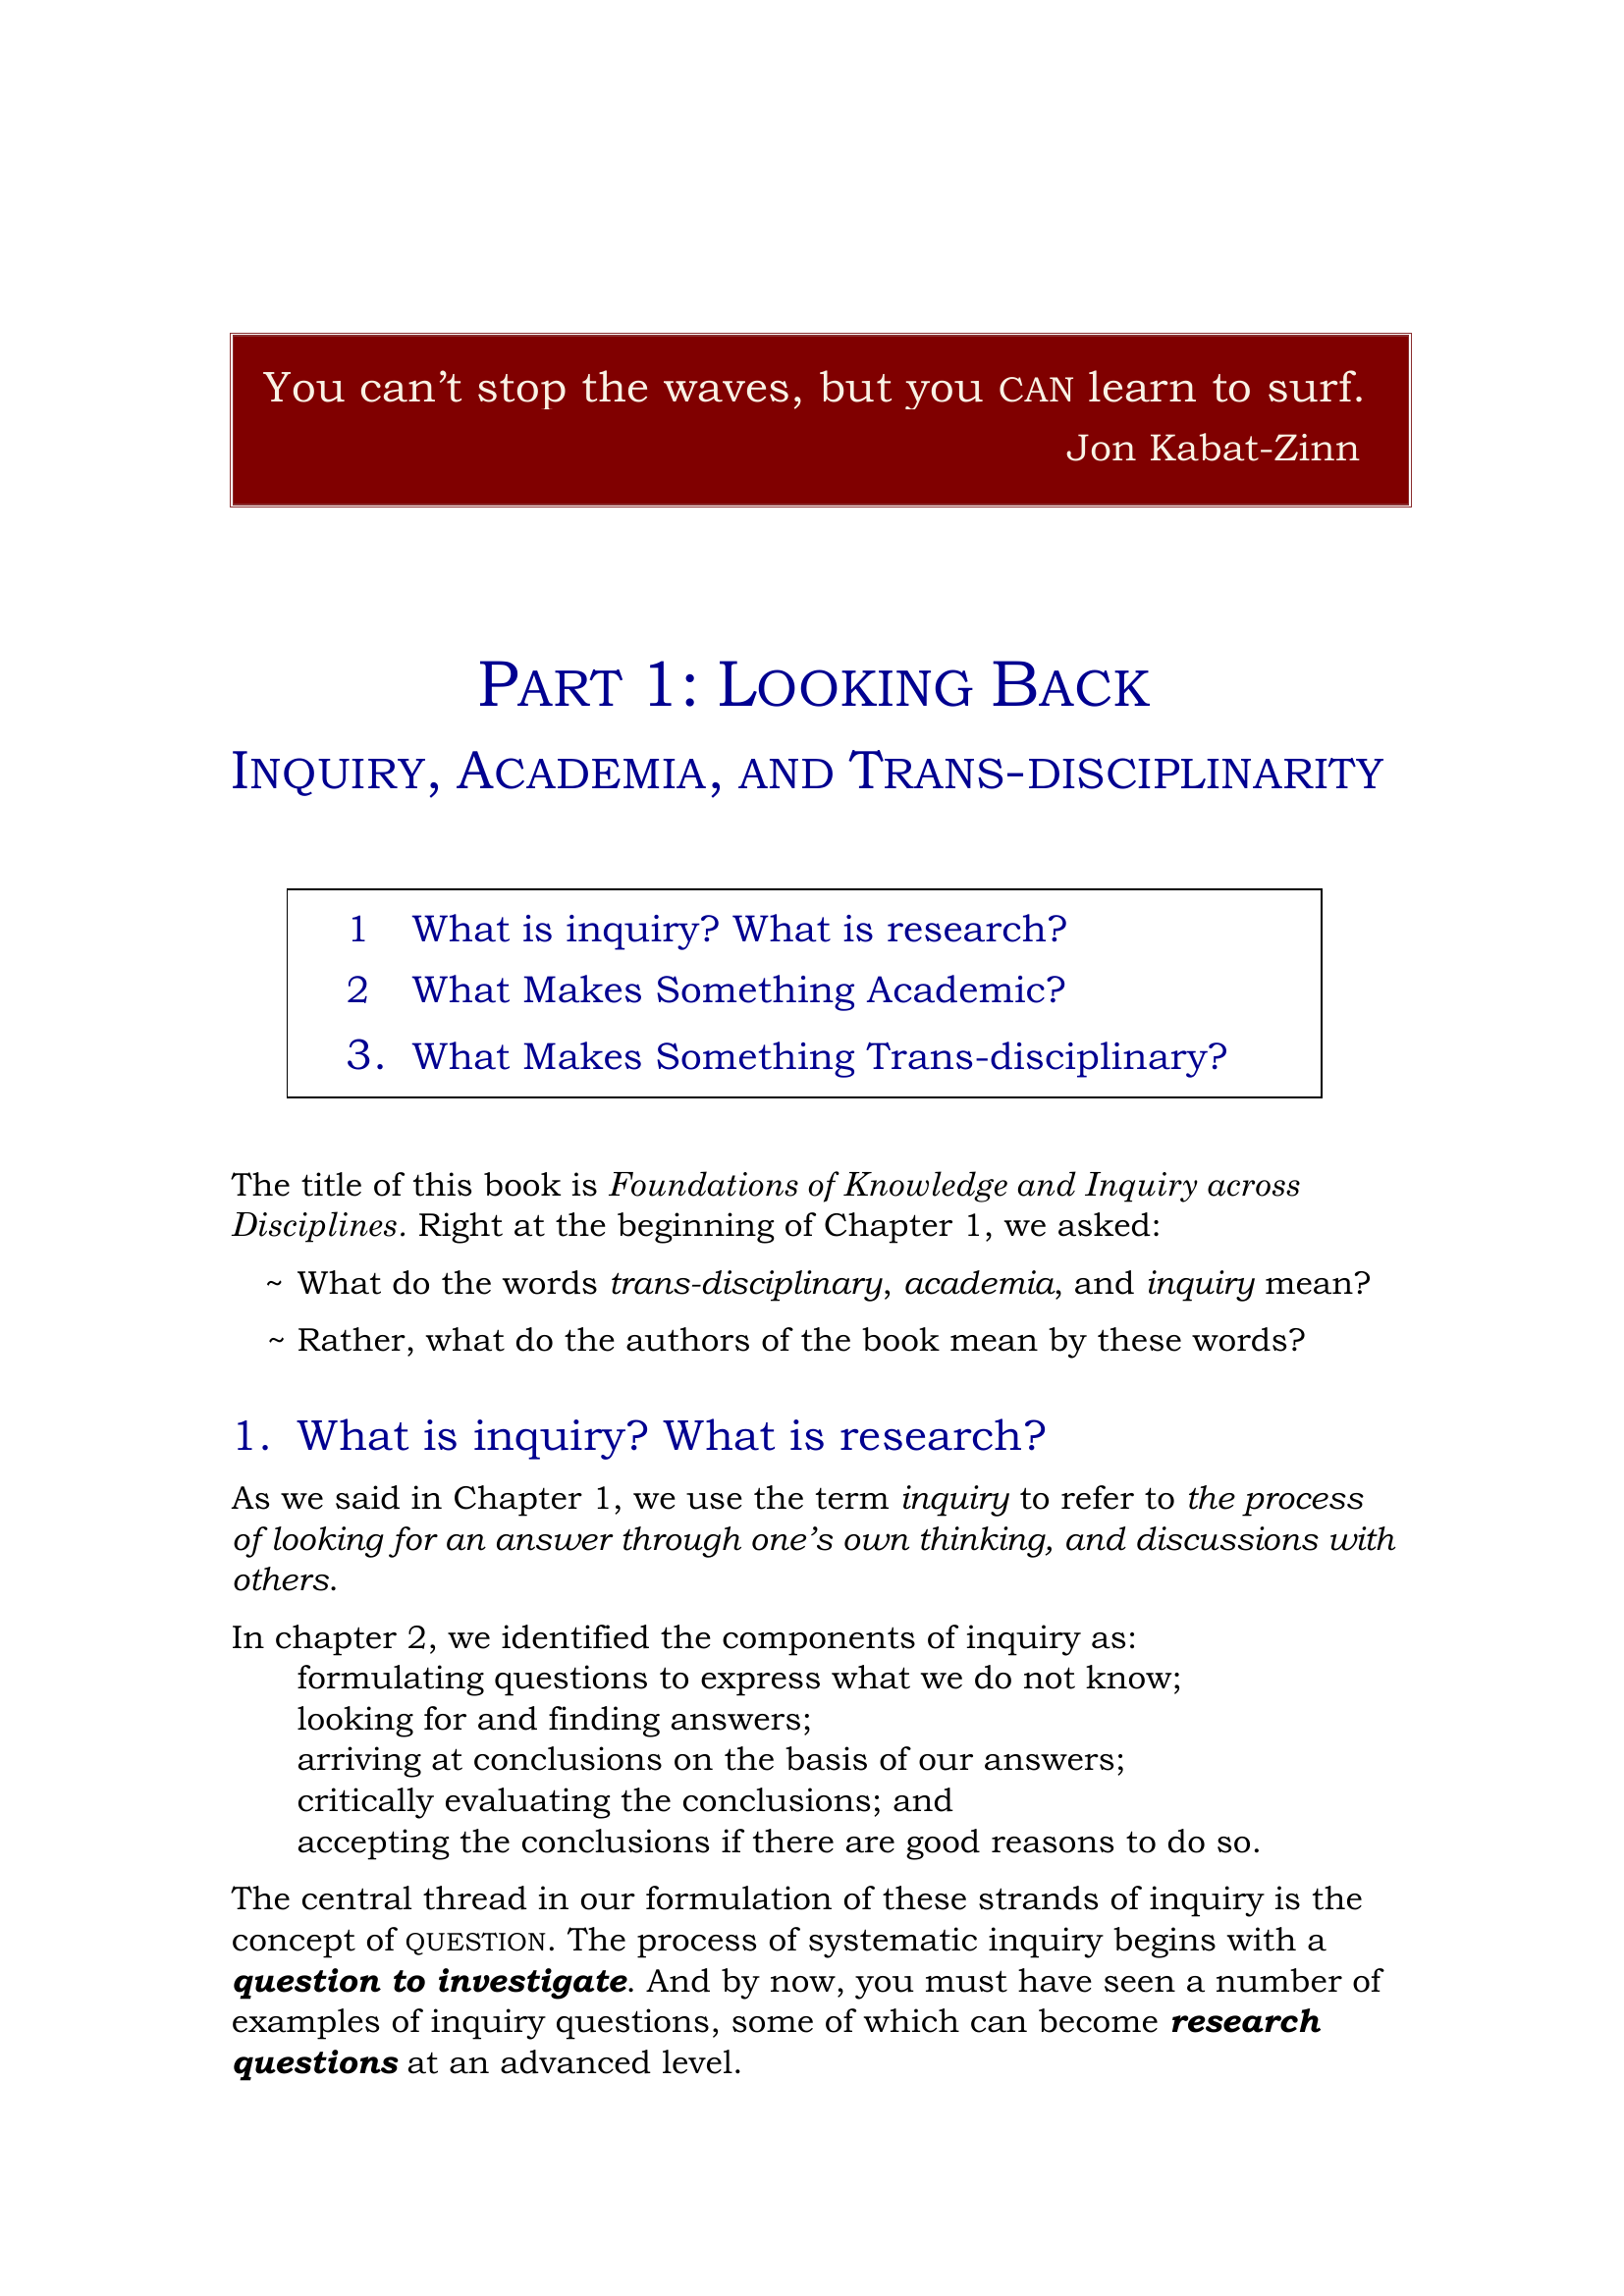 You can’t stop the waves, but you CAN learn to surf.
Jon Kabat-Zinn
PART 1: LOOKING BACK
INQUIRY, ACADEMIA, AND TRANS-DISCIPLINARITY
1 What is inquiry? What is research?
2 What Makes Something Academic?
3. What Makes Something Trans-disciplinary?
The title of this book is Foundations of Knowledge and Inquiry across
Disciplines. Right at the beginning of Chapter 1, we asked:
~ What do the words trans-disciplinary, academia, and inquiry mean?
~ Rather, what do the authors of the book mean by these words?
1. What is inquiry? What is research?
As we said in Chapter 1, we use the term inquiry to refer to the process
of looking for an answer through one’s own thinking, and discussions with
others.
In chapter 2, we identified the components of inquiry as:
formulating questions to express what we do not know;
looking for and finding answers;
arriving at conclusions on the basis of our answers;
critically evaluating the conclusions; and
accepting the conclusions if there are good reasons to do so.
The central thread in our formulation of these strands of inquiry is the
concept of QUESTION. The process of systematic inquiry begins with a
question to investigate. And by now, you must have seen a number of
examples of inquiry questions, some of which can become research
questions at an advanced level.